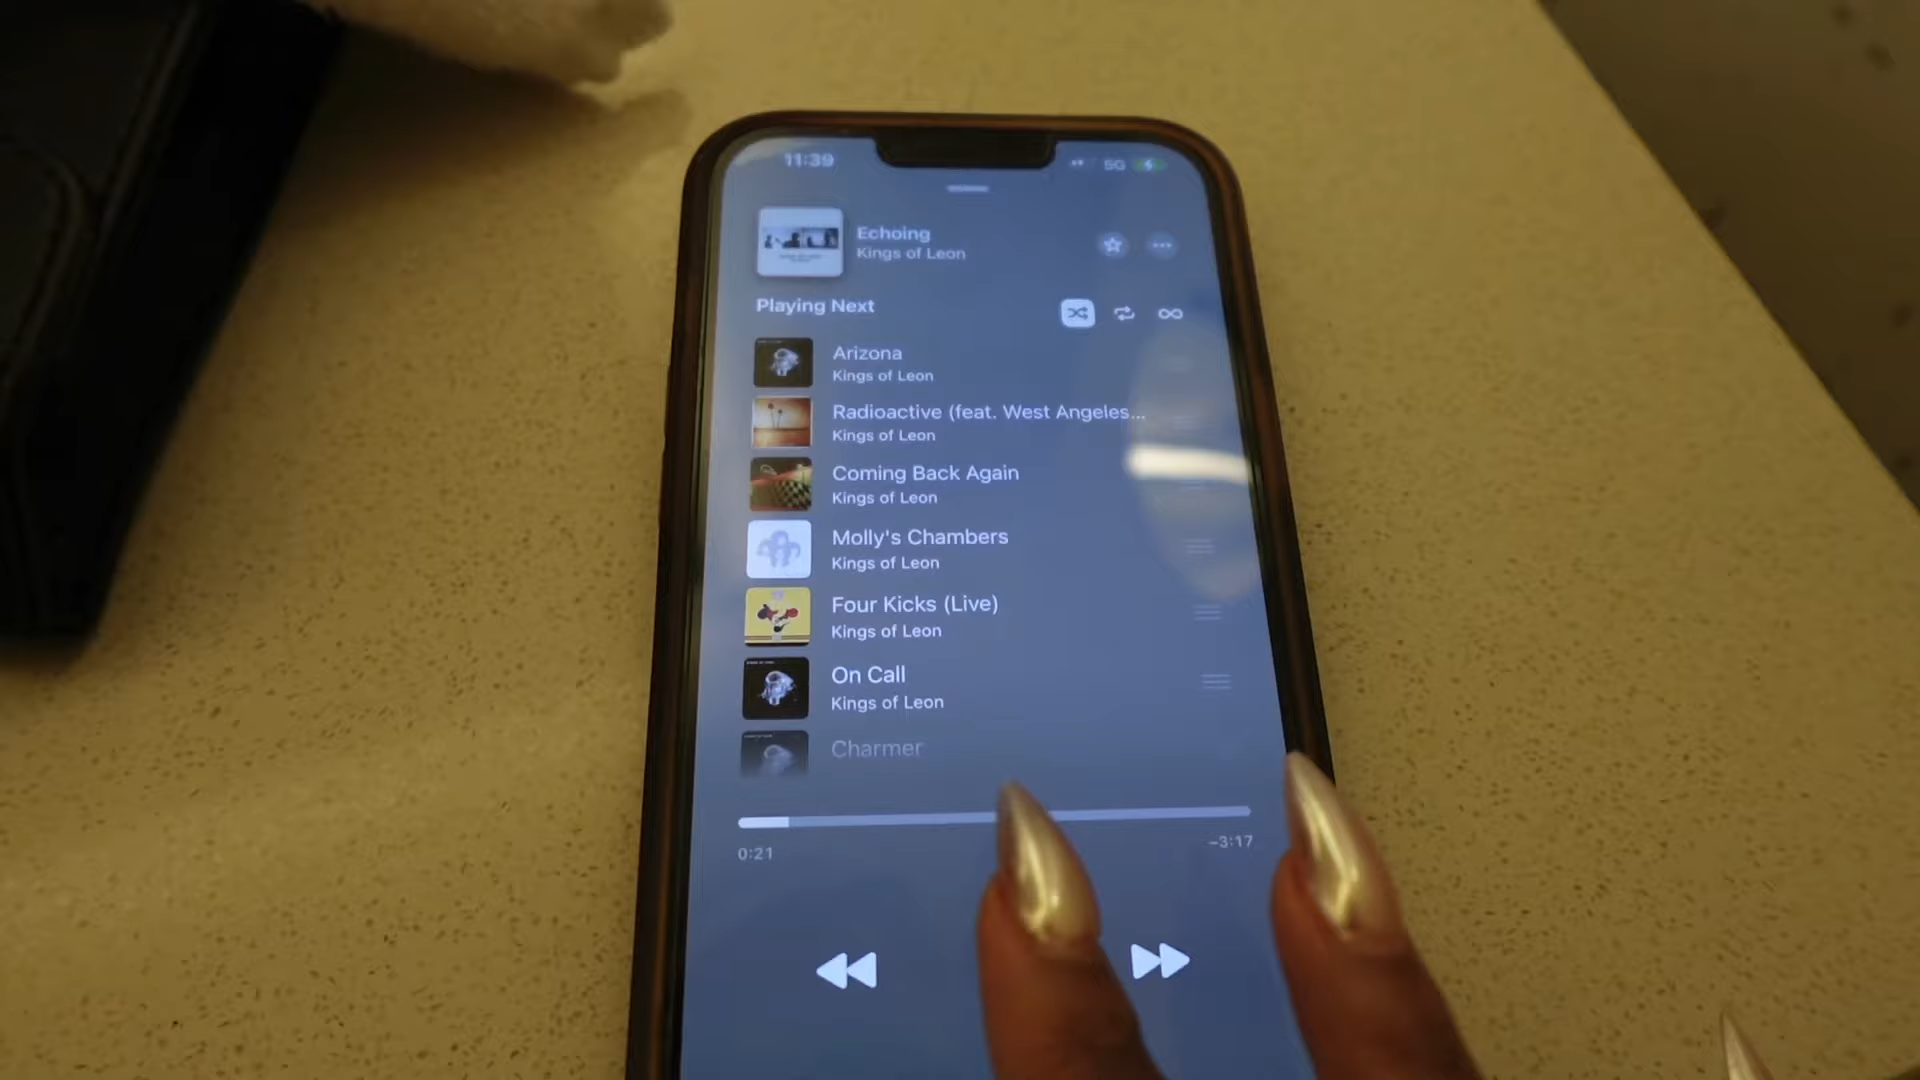 11:39
5G
Echoing
Kings of Leon
Playing Next
Arizona
Kings of Leon
Radioactive (feat. West Angeles...
Kings of Leon
Coming Back Again
Kings of Leon
Molly's Chambers
Kings of Leon
Four Kicks (Live)
Kings of Leon
On Call
Kings of Leon
Charmer
0:21
-3:17